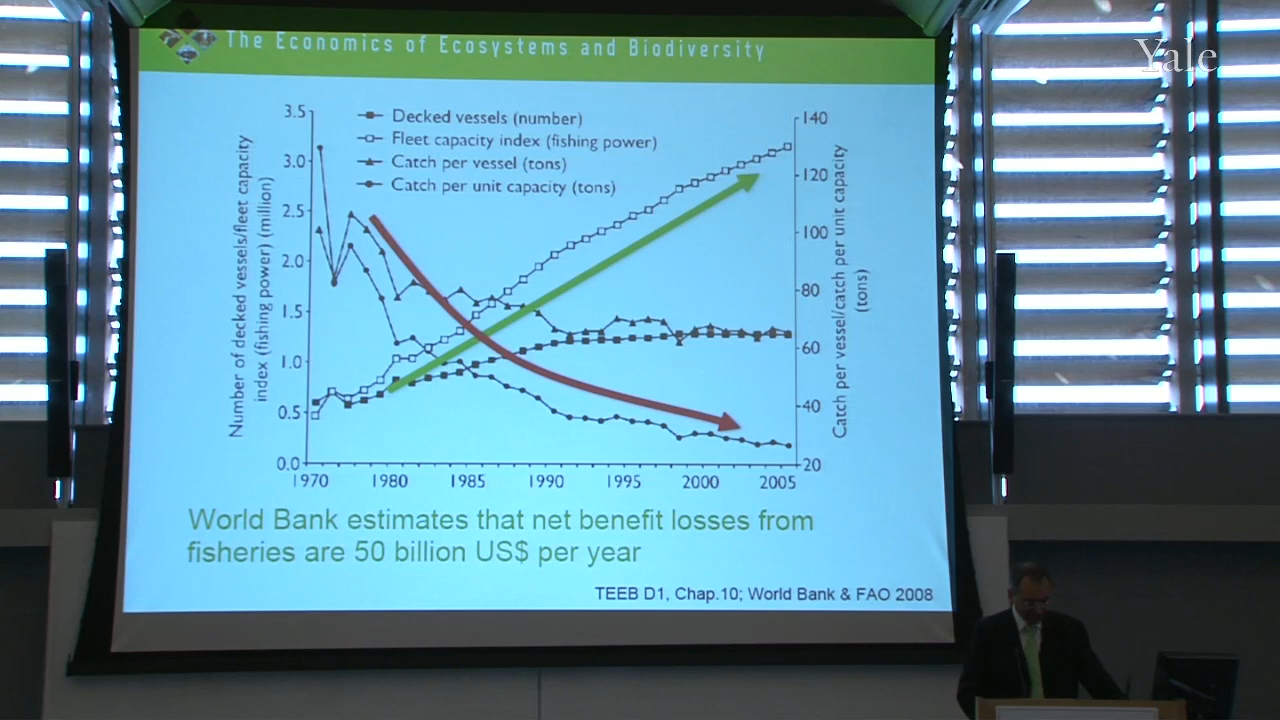 The Economics of Ecosystems and Biodiversity
Yale
Decked vessels (number)
Fleet capacity index (fishing power)
Catch per vessel (tons)
Catch per unit capacity (tons)
Number of decked vessels/fleet capacity
index (fishing power) (million)
3.5
3.0
2.5
2.0
1.5
1.0
0.5
0.0
140
120
100
80
60
40
20
Catch per vessel/catch per unit capacity
(tons)
1970 1980 1985 1990 1995 2000 2005
World Bank estimates that net benefit losses from
fisheries are 50 billion US$ per year
TEEB D1, Chap.10; World Bank & FAO 2008